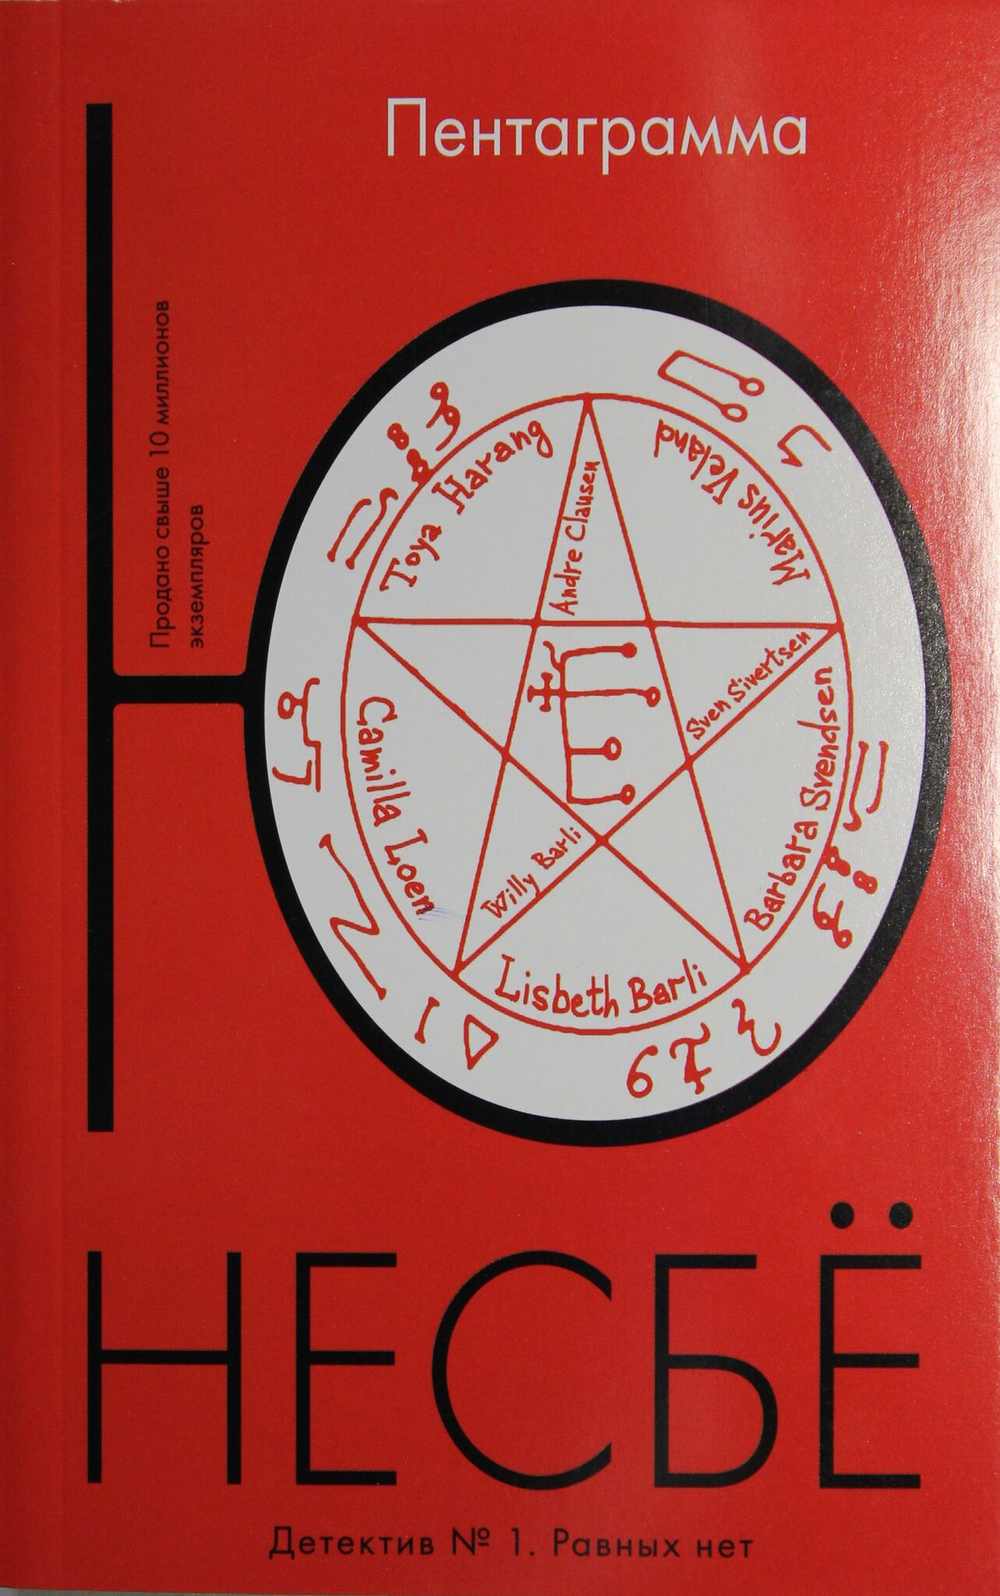 Пентаграмма
Ю
Продано свыше 10 миллионов
экземпляров
Toya Harang
Andre Clausen
Marius Veland
Sven Sivertsen
Barbara Svendsen
Camilla Loen
Willy Barli
Lisbeth Barli
НЕСБЁ
Детектив № 1. Равных нет